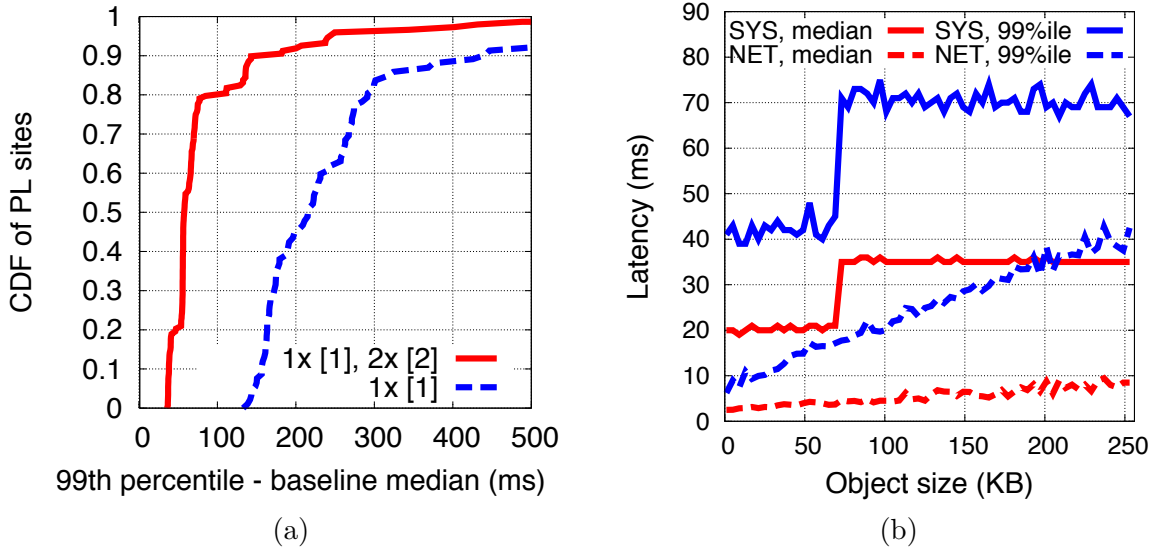 1
0.9
0.8
0.7
0.6
0.5
0.4
0.3
0.2
0.1
0
CDF of PL sites
1x [1], 2x [2]
1x [1]
0 100 200 300 400 500
99th percentile - baseline median (ms)
(a)
90
80
70
60
50
40
30
20
10
0
Latency (ms)
SYS, median SYS, 99%ile
NET, median NET, 99%ile
0 50 100 150 200 250
Object size (KB)
(b)